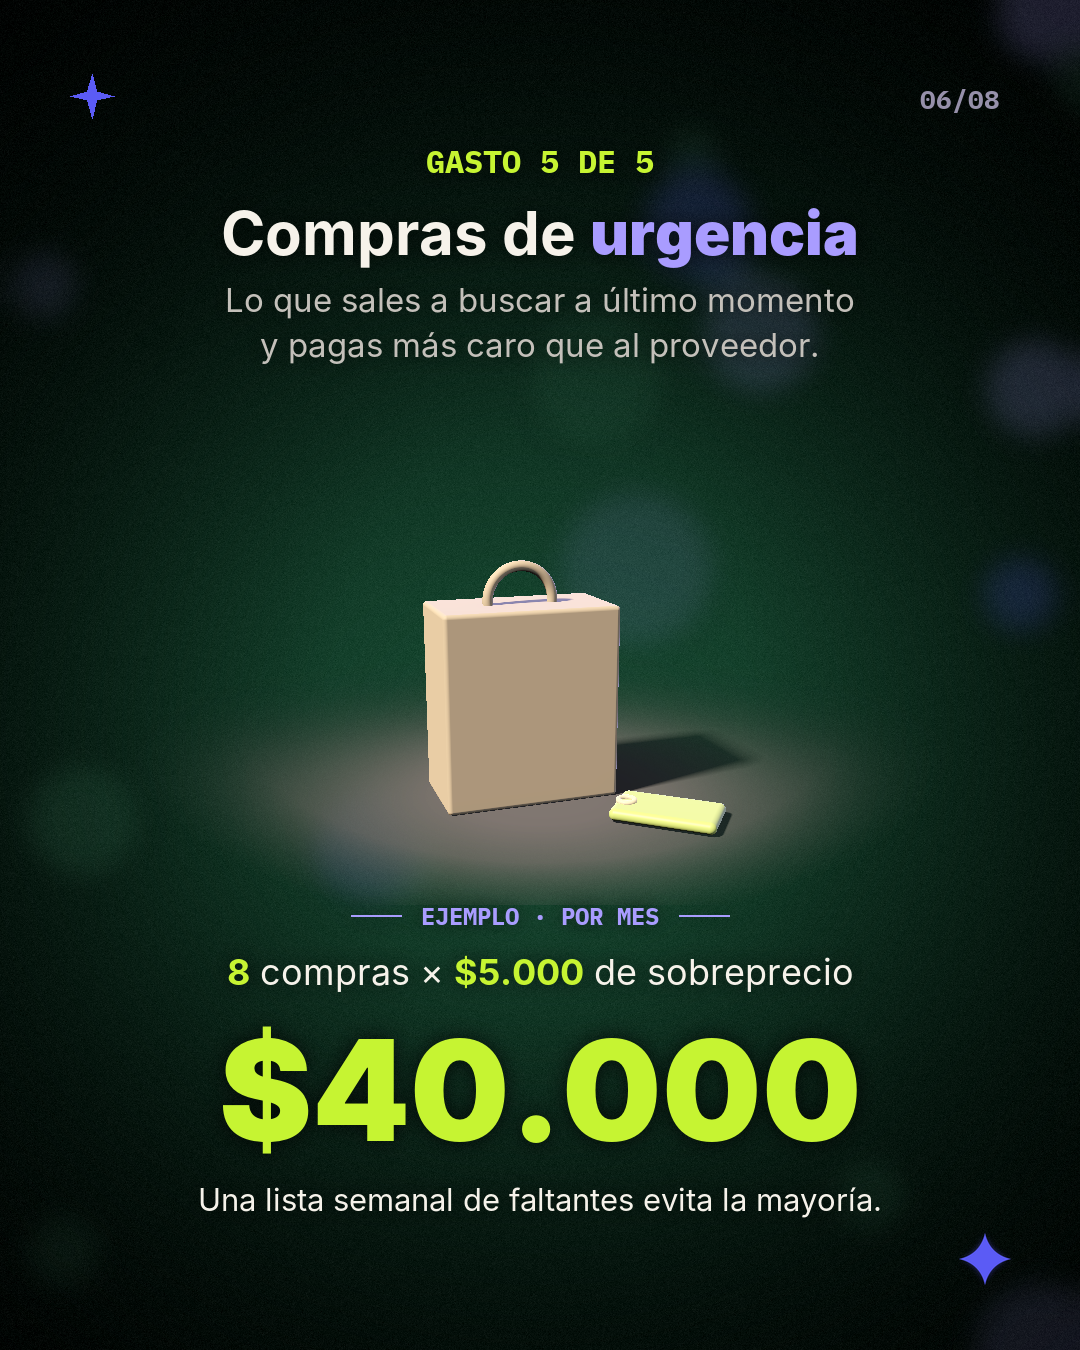 06/08
GASTO 5 DE 5
Compras de urgencia
Lo que sales a buscar a último momento
y pagas más caro que al proveedor.
EJEMPLO · POR MES
8 compras × $5.000 de sobreprecio
$40.000
Una lista semanal de faltantes evita la mayoría.